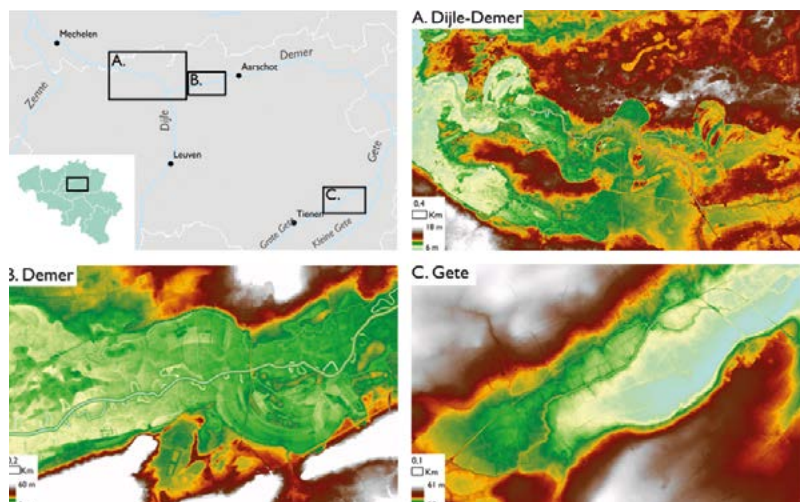 Mechelen
A.
B.
Demer
Aarschot
Zenne
Dijle
Leuven
Gete
C.
Tienen
Grote Gete
Kleine Gete
A. Dijle-Demer
0,4
Km
18 m
6 m
B. Demer
0,2
Km
60 m
C. Gete
0,1
Km
61 m